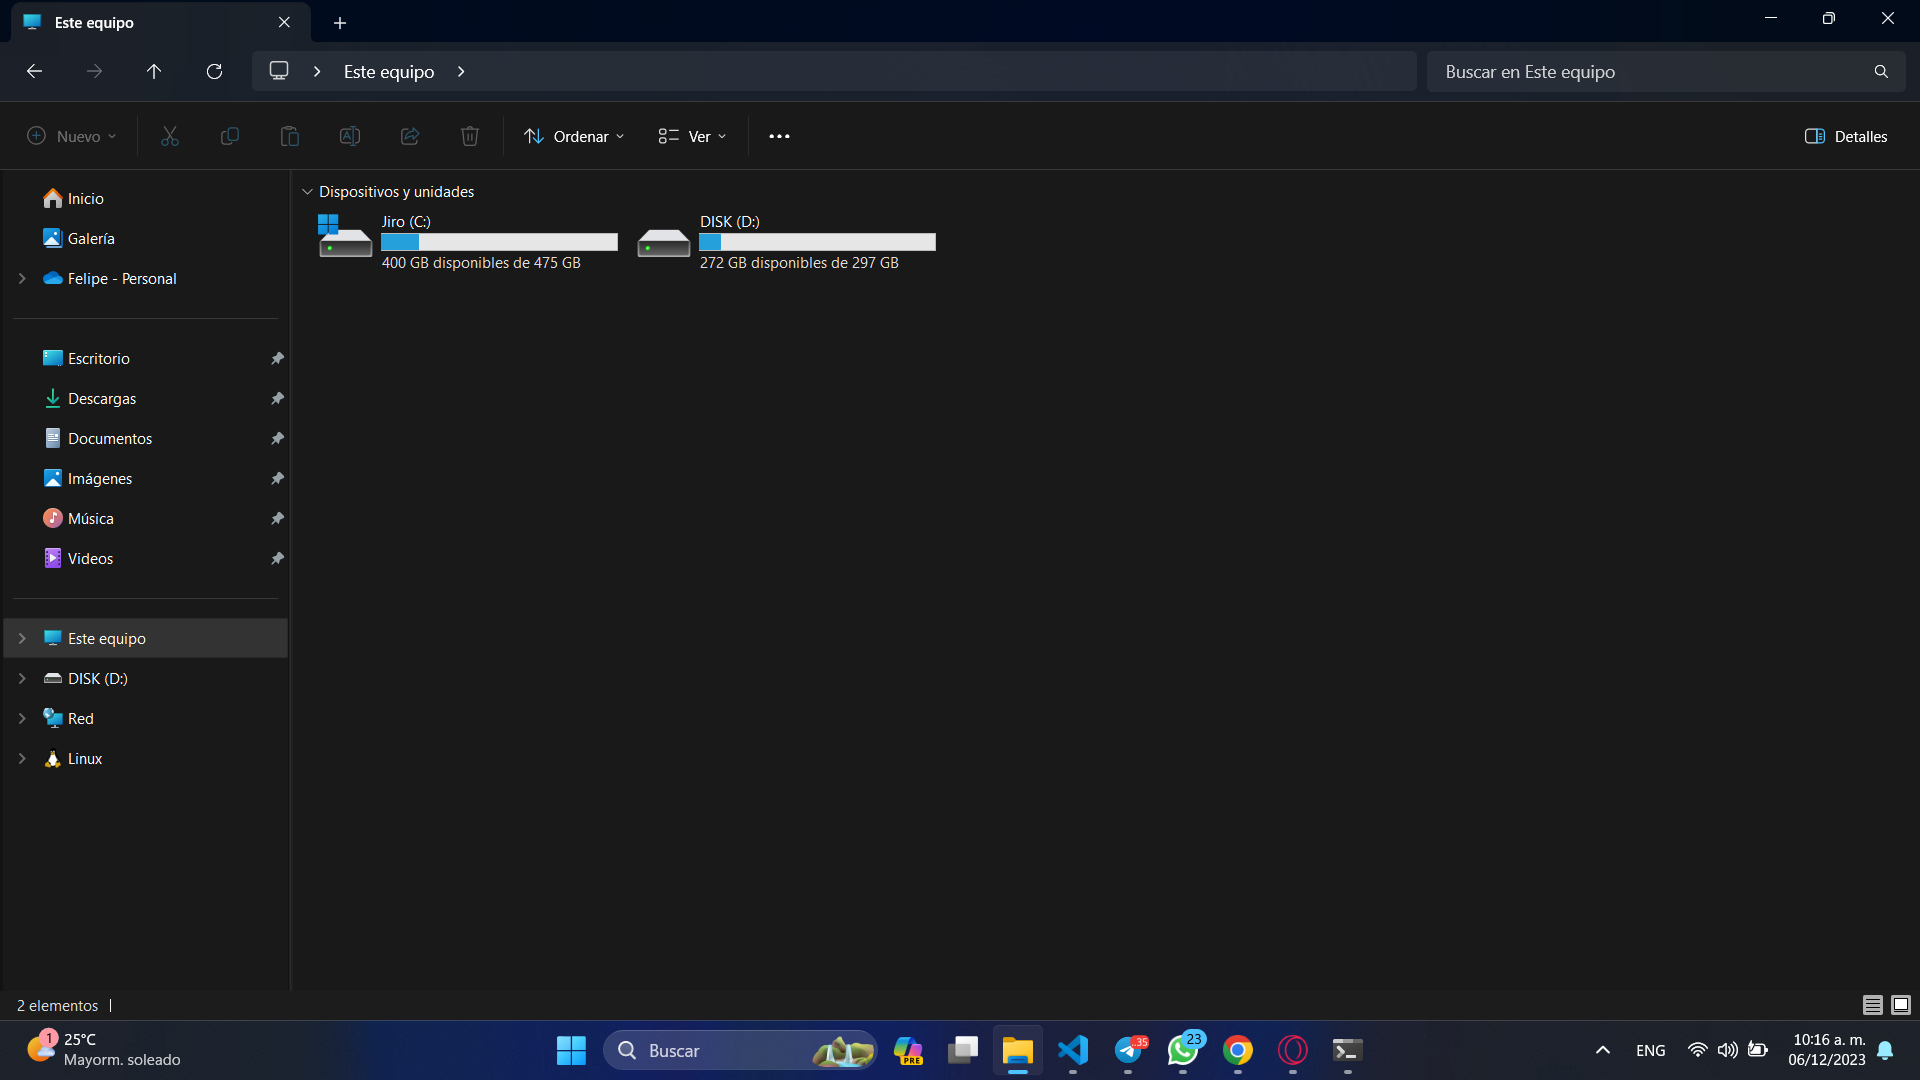 Este equipo
Este equipo
Buscar en Este equipo
Nuevo
Ordenar
Ver
Detalles
Inicio
Galería
Felipe - Personal
Escritorio
Descargas
Documentos
Imágenes
Música
Videos
Este equipo
DISK (D:)
Red
Linux
Dispositivos y unidades
Jiro (C:)
400 GB disponibles de 475 GB
DISK (D:)
272 GB disponibles de 297 GB
2 elementos
1
25°C
Mayorm. soleado
Buscar
PRE
35
23
ENG
10:16 a. m.
06/12/2023